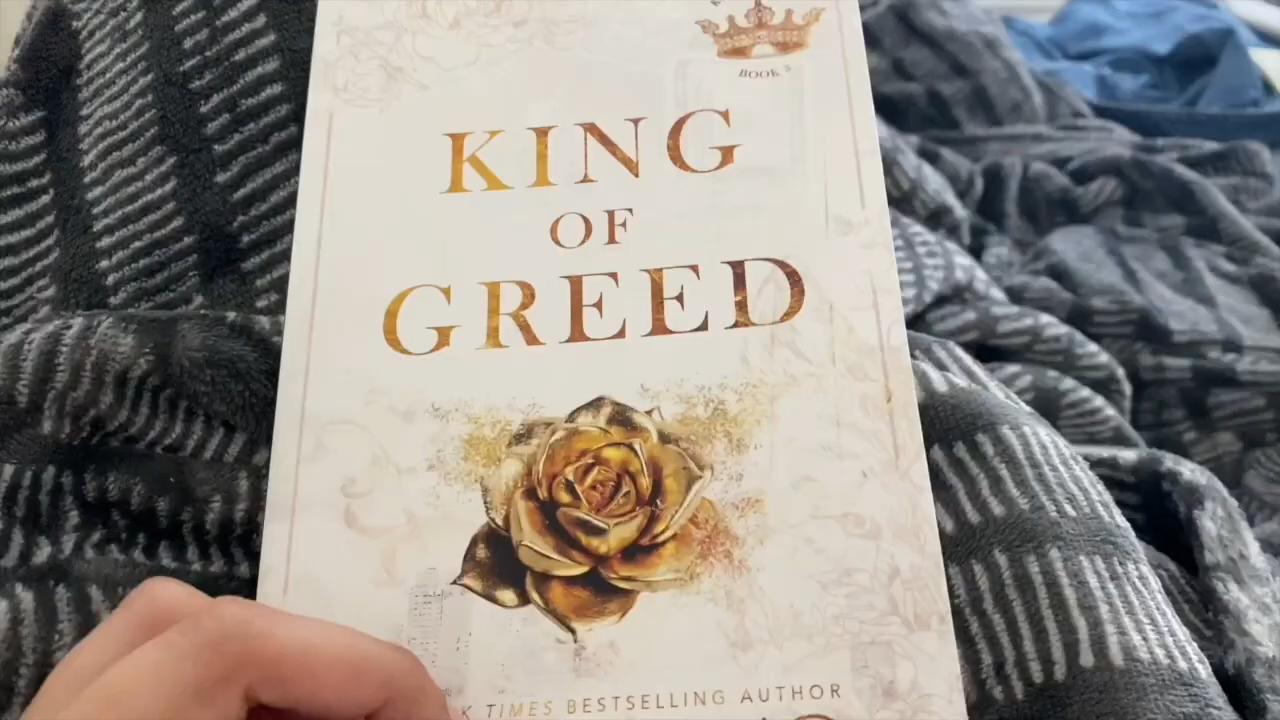 BOOK 3
KING
OF
GREED
K TIMES BESTSELLING AUTHOR